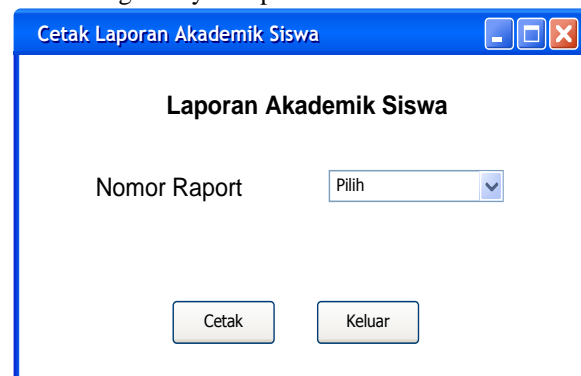 Cetak Laporan Akademik Siswa
Laporan Akademik Siswa
Nomor Raport Pilih
Cetak Keluar